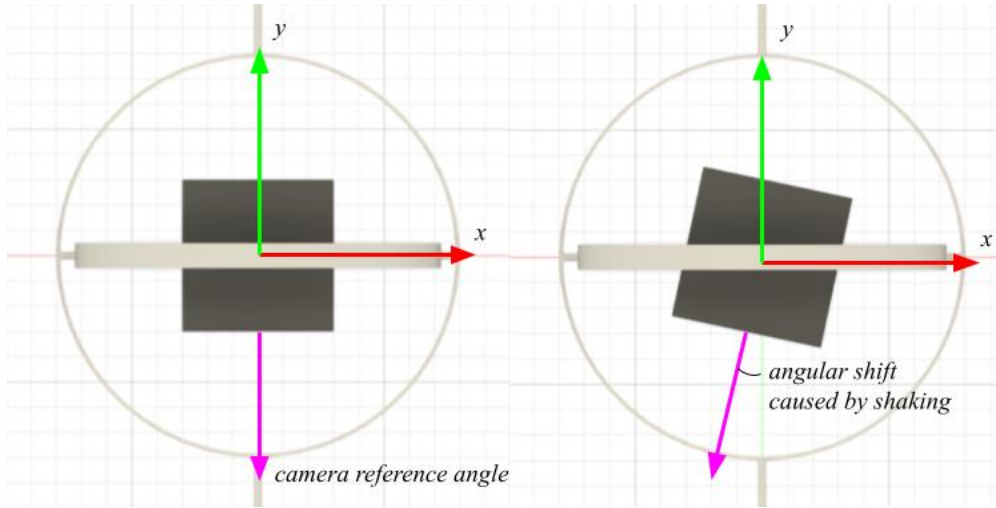 y
x
camera reference angle
y
x
angular shift
caused by shaking